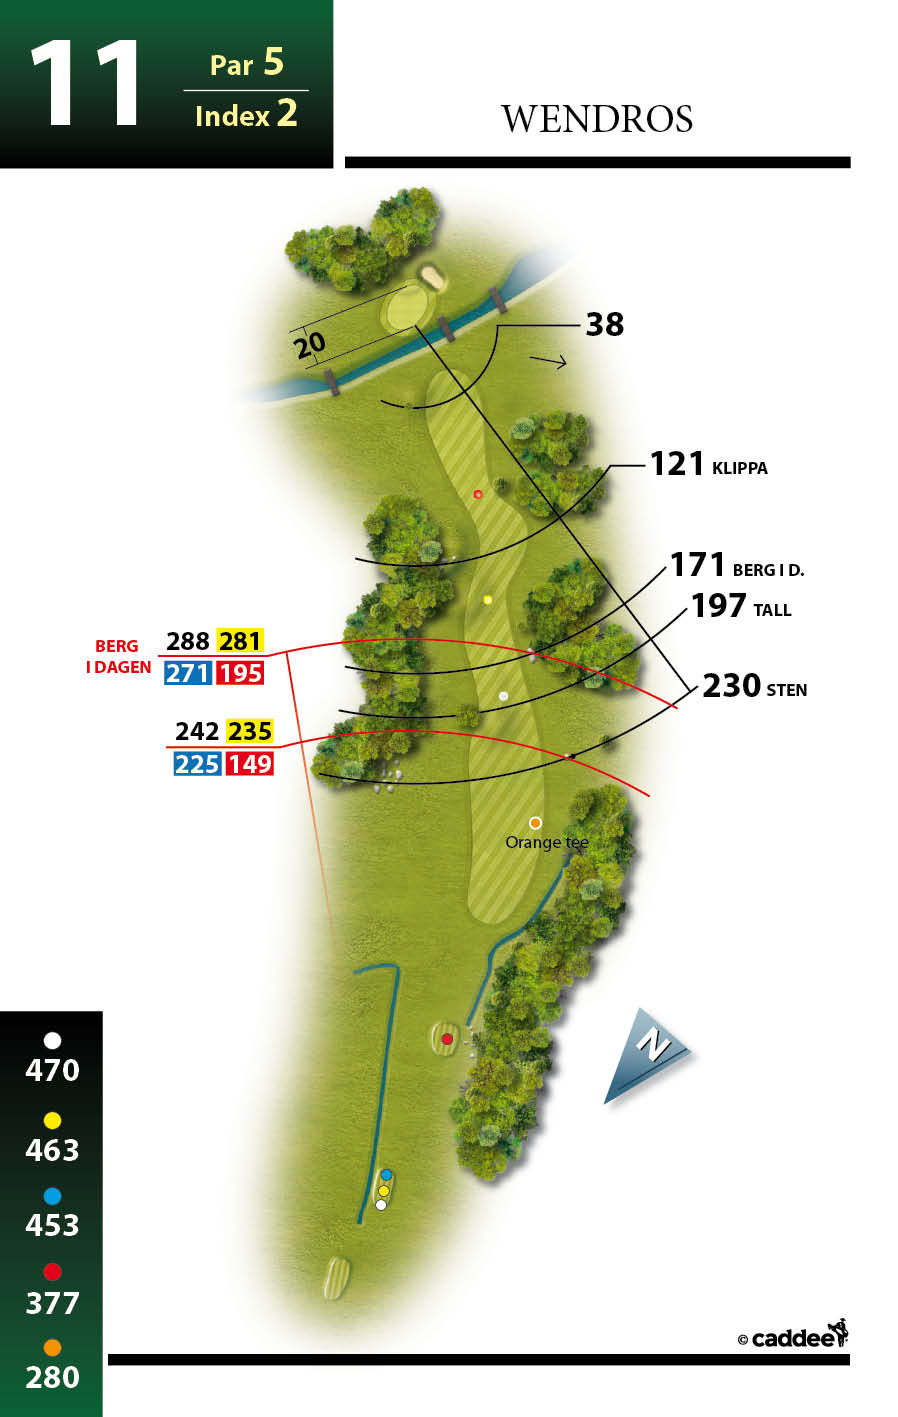 11
Par 5
Index 2
WENDROS
38
20
121 KLIPPA
171 BERG I D.
197 TALL
BERG
I DAGEN
288 281
271 195
230 STEN
242 235
225 149
Orange tee
N
470
463
453
377
280
© caddee